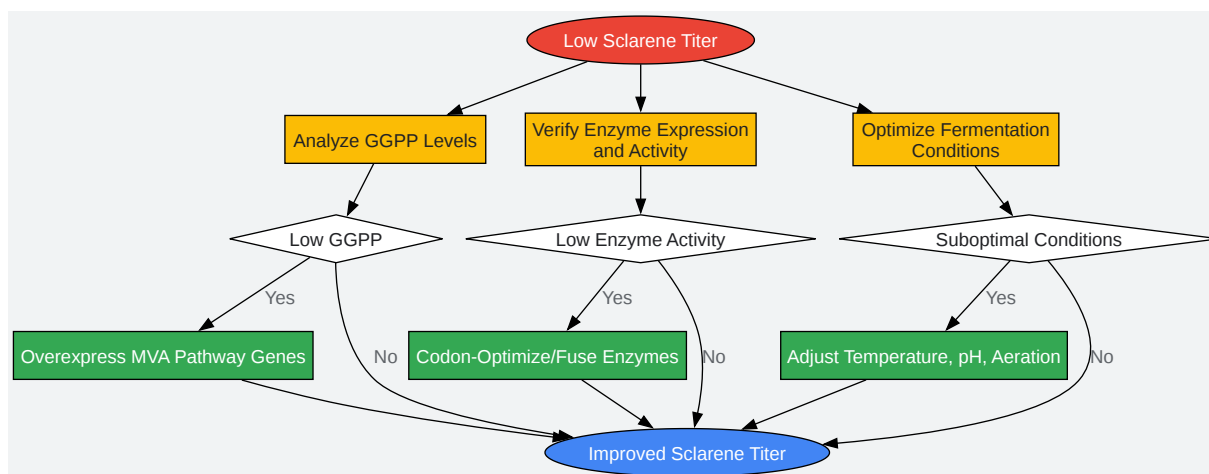 Low Sclarene Titer
Analyze GGPP Levels
Verify Enzyme Expression
and Activity
Optimize Fermentation
Conditions
Low GGPP
Low Enzyme Activity
Suboptimal Conditions
Yes
Yes
Yes
Overexpress MVA Pathway Genes
No
Codon-Optimize/Fuse Enzymes
No
Adjust Temperature, pH, Aeration
No
Improved Sclarene Titer